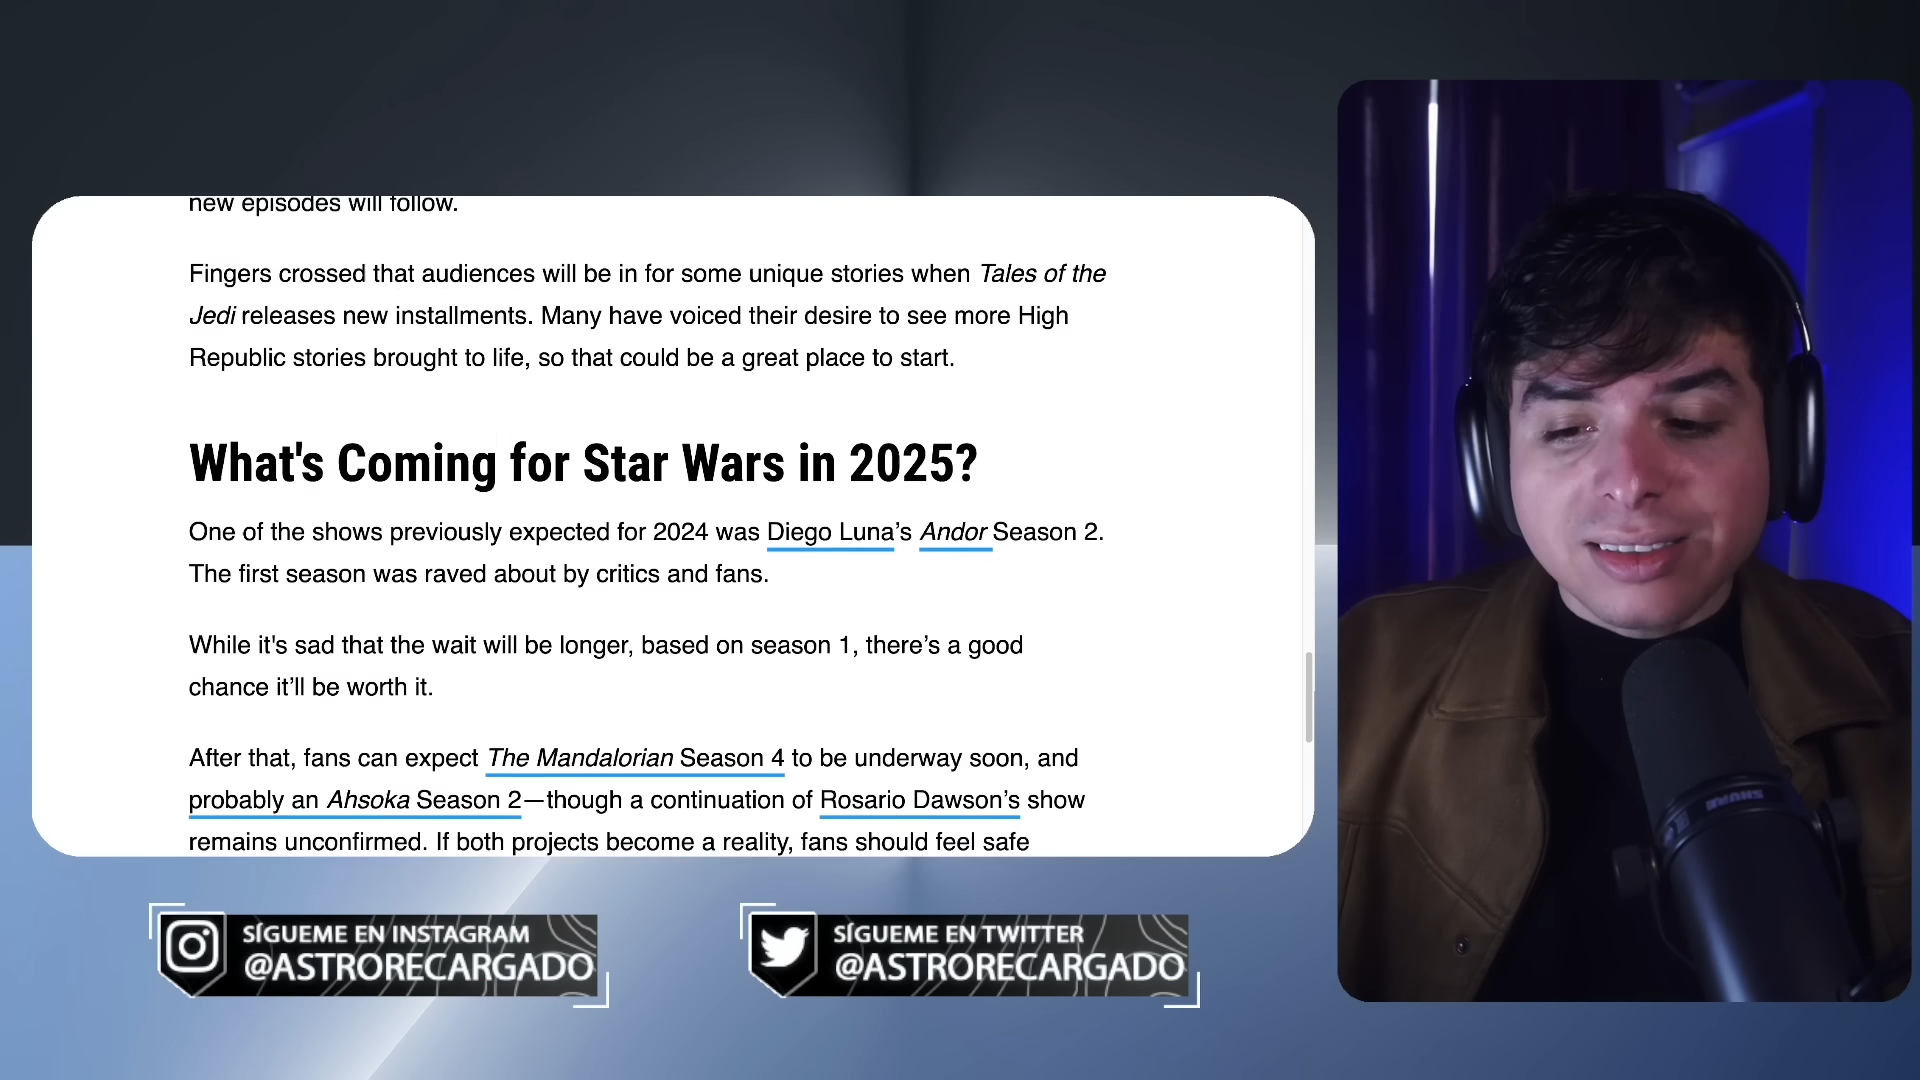 new episodes will follow.
Fingers crossed that audiences will be in for some unique stories when Tales of the
Jedi releases new installments. Many have voiced their desire to see more High
Republic stories brought to life, so that could be a great place to start.
What's Coming for Star Wars in 2025?
One of the shows previously expected for 2024 was Diego Luna’s Andor Season 2.
The first season was raved about by critics and fans.
While it's sad that the wait will be longer, based on season 1, there’s a good
chance it’ll be worth it.
After that, fans can expect The Mandalorian Season 4 to be underway soon, and
probably an Ahsoka Season 2—though a continuation of Rosario Dawson’s show
remains unconfirmed. If both projects become a reality, fans should feel safe
SÍGUEME EN INSTAGRAM
@ASTRORECARGADO
SÍGUEME EN TWITTER
@ASTRORECARGADO
SHURE